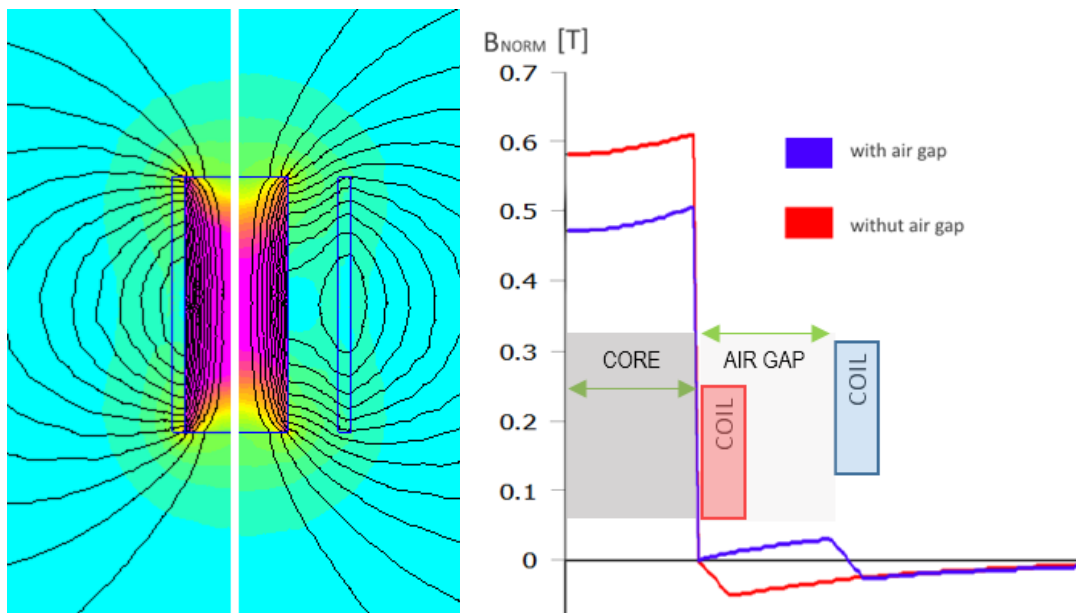 BNORM [T]
0.7
0.6
with air gap
0.5
withut air gap
0.4
0.3
CORE
AIR GAP
COIL
COIL
0.2
0.1
0